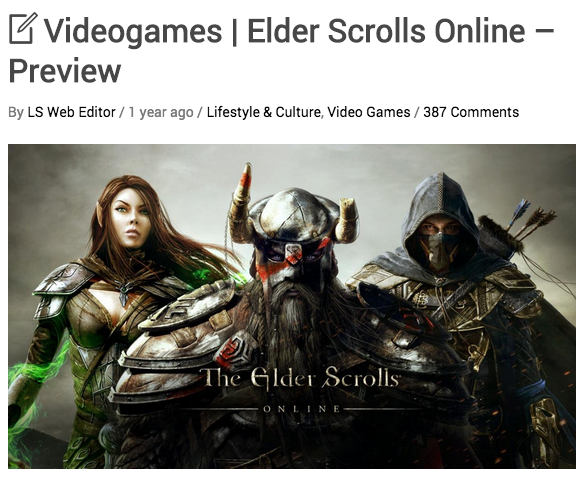 Videogames | Elder Scrolls Online –
Preview
By LS Web Editor / 1 year ago / Lifestyle & Culture, Video Games / 387 Comments
The Elder Scrolls
ONLINE